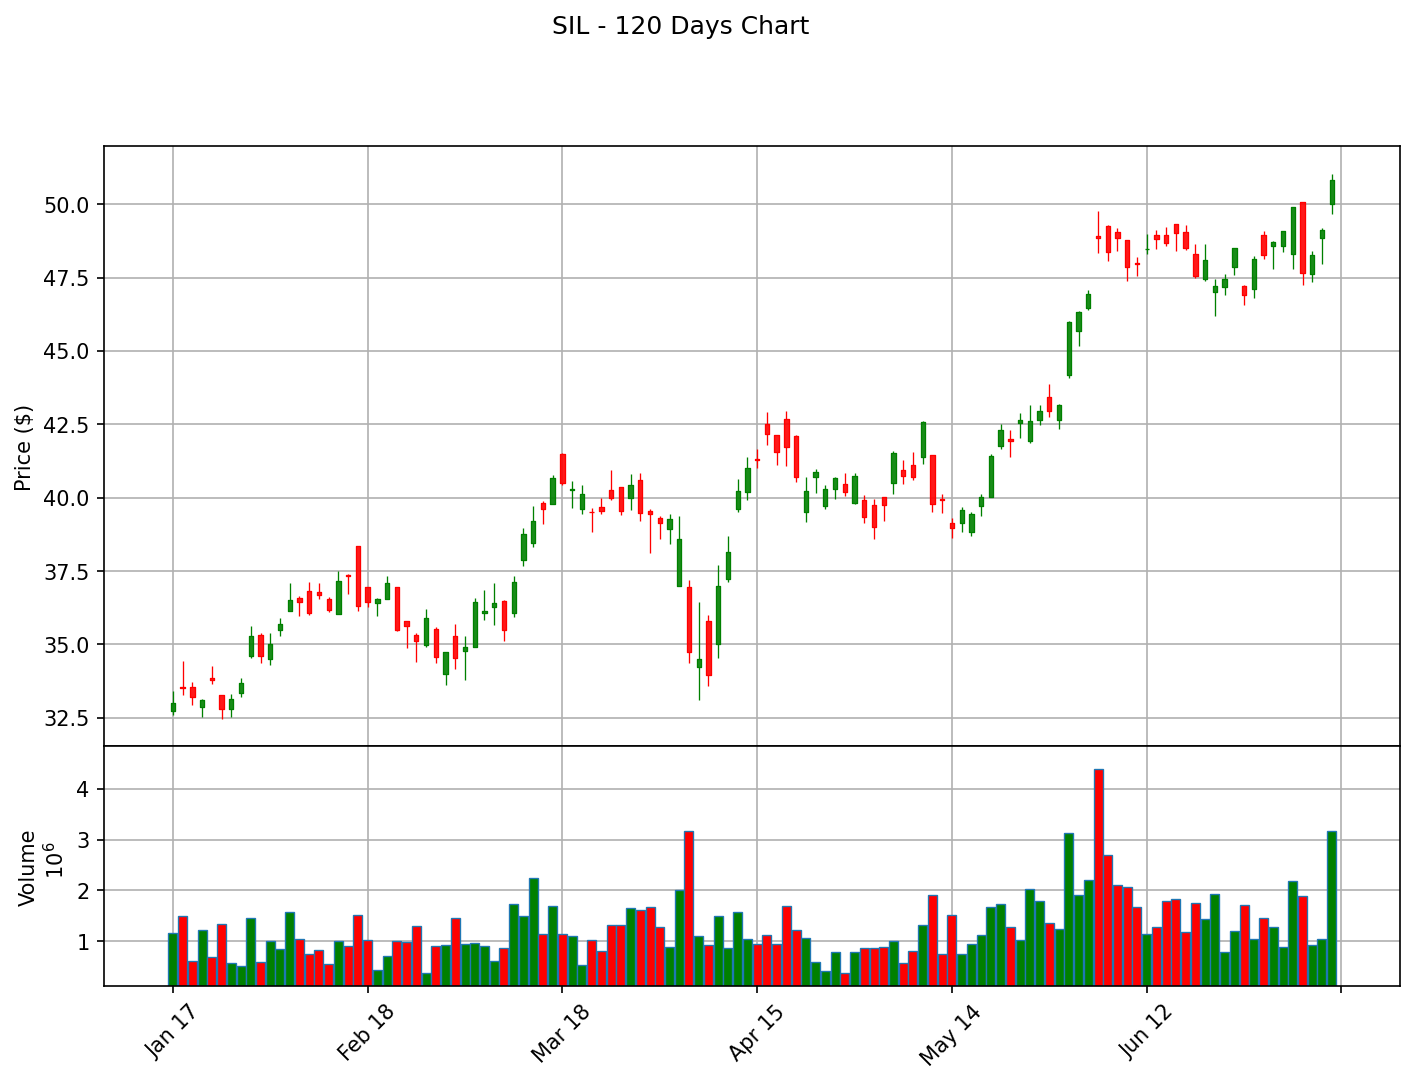 SIL - 120 Days Chart
Price ($)
50.0
47.5
45.0
42.5
40.0
37.5
35.0
32.5
Volume
10^6
4
3
2
1
Jan 17
Feb 18
Mar 18
Apr 15
May 14
Jun 12